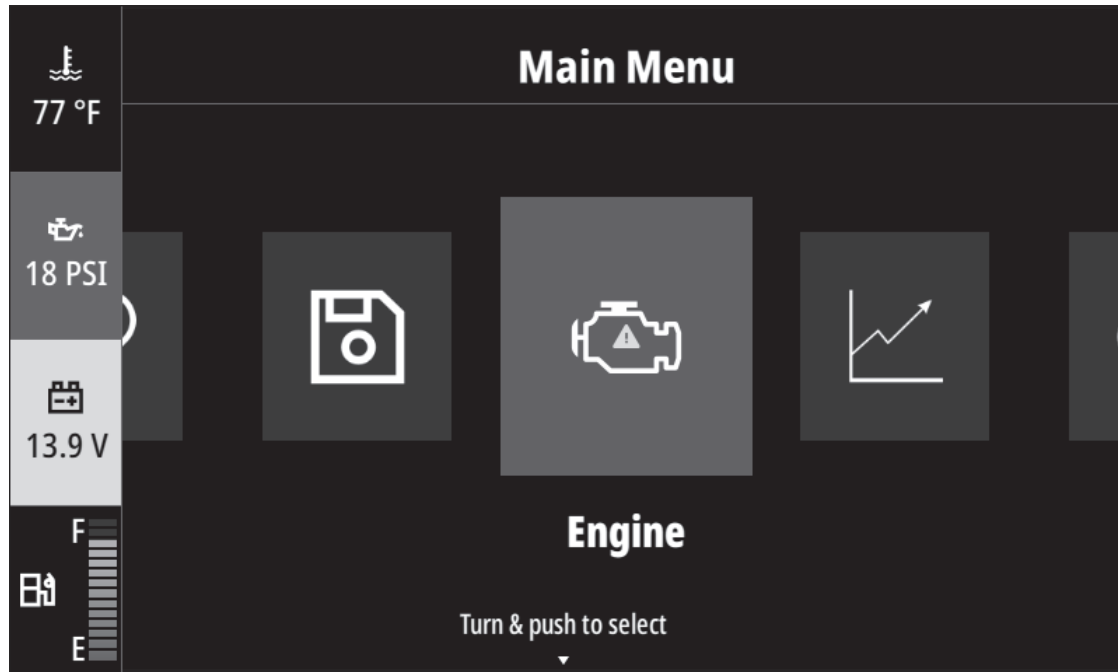 Main Menu
77 °F
18 PSI
13.9 V
F
E
Engine
Turn & push to select